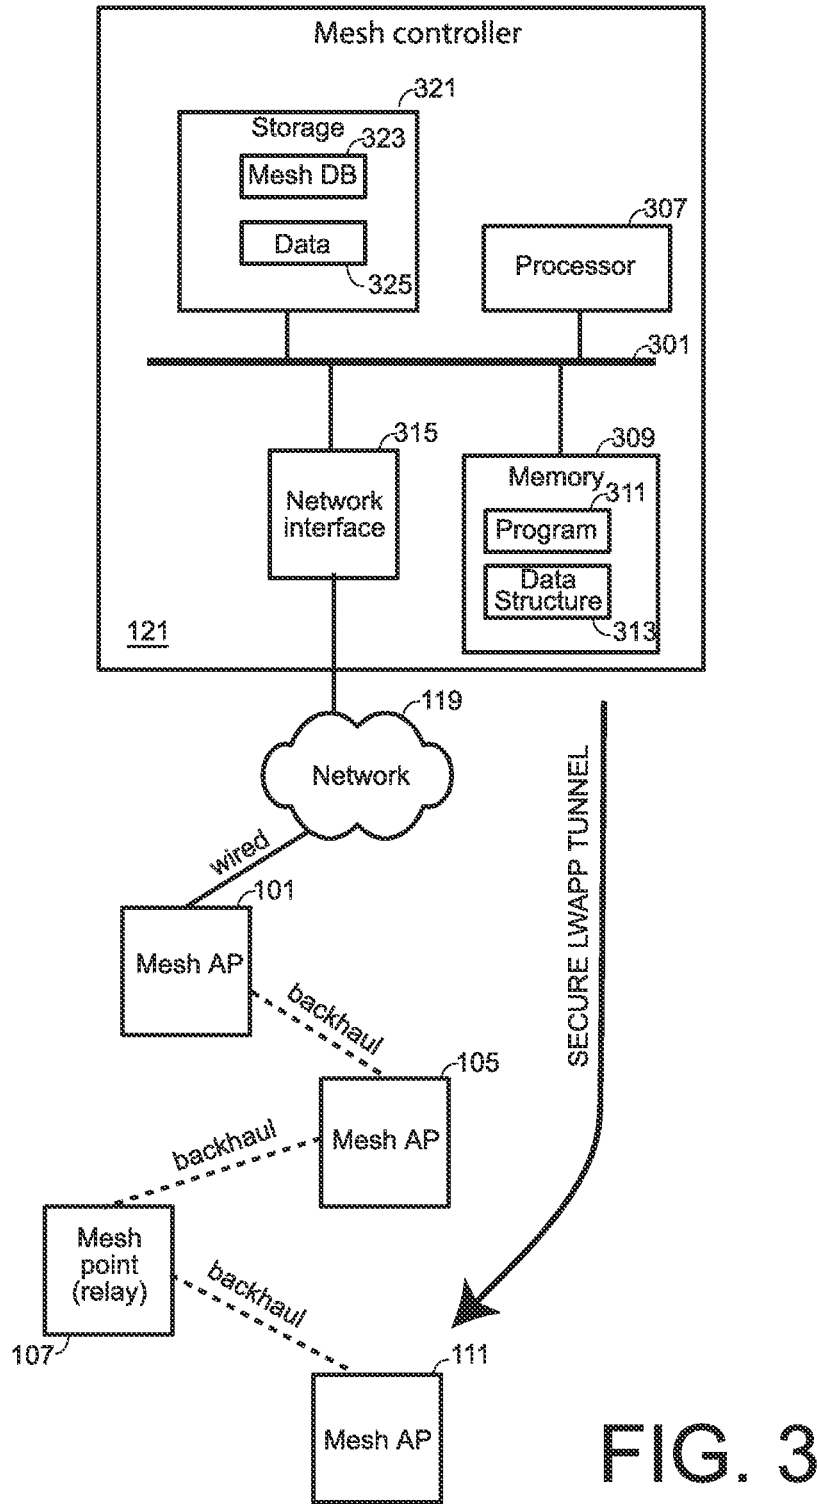 Mesh controller
321
Storage
323
Mesh DB
Data
325
307
Processor
301
315
Network
interface
309
Memory
311
Program
Data
Structure
313
121
119
Network
wired
101
Mesh AP
backhaul
SECURE LWAPP TUNNEL
105
Mesh AP
backhaul
Mesh
point
(relay)
107
backhaul
111
Mesh AP
FIG. 3